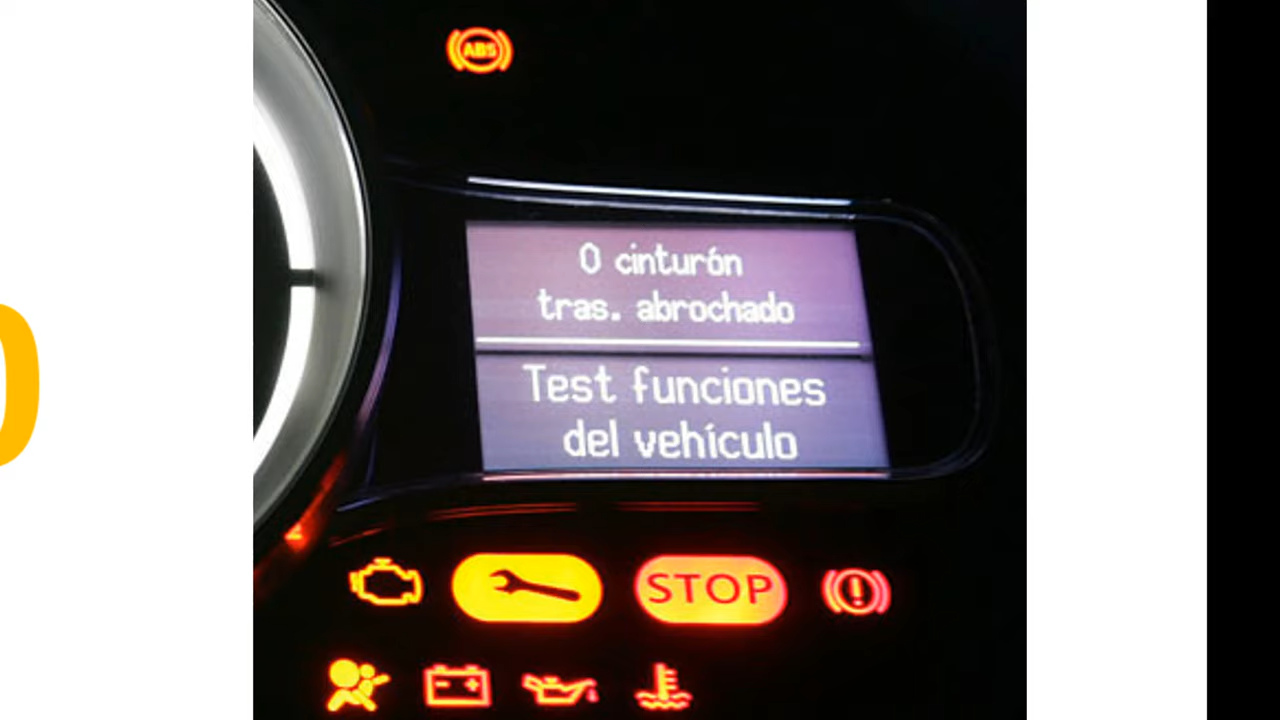 ABS
0 cinturón
tras. abrochado
Test funciones
del vehículo
STOP